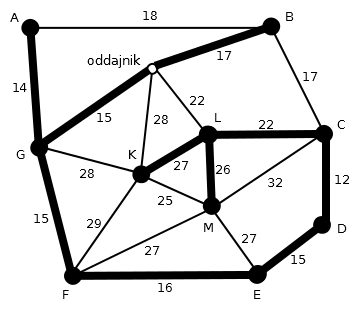 A 18 B
oddajnik
17
14 17
15 22
28 L 22 C
G K 27 26
28 32 12
25
15 29 M D
27 27
15
F 16 E